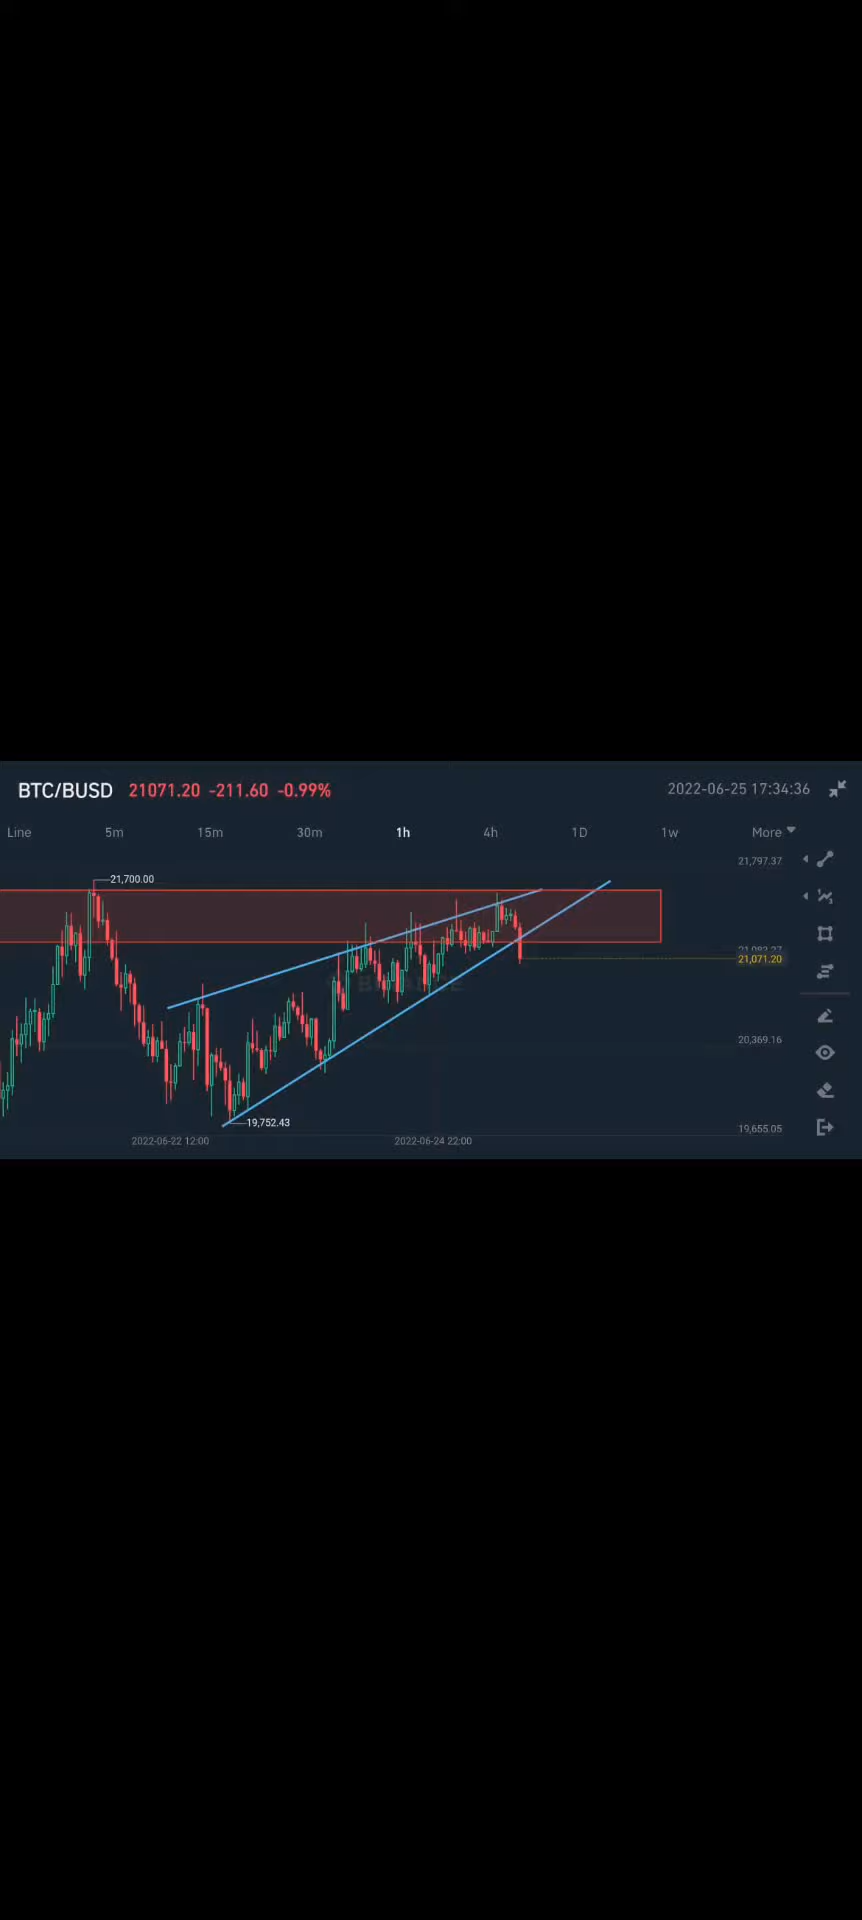 BTC/BUSD 21071.20 -211.60 -0.99% 2022-06-25 17:34:36
Line 5m 15m 30m 1h 4h 1D 1w More
21,797.37
21,700.00
21,071.20
20,369.16
19,752.43
19,655.05
2022-06-22 12:00 2022-06-24 22:00